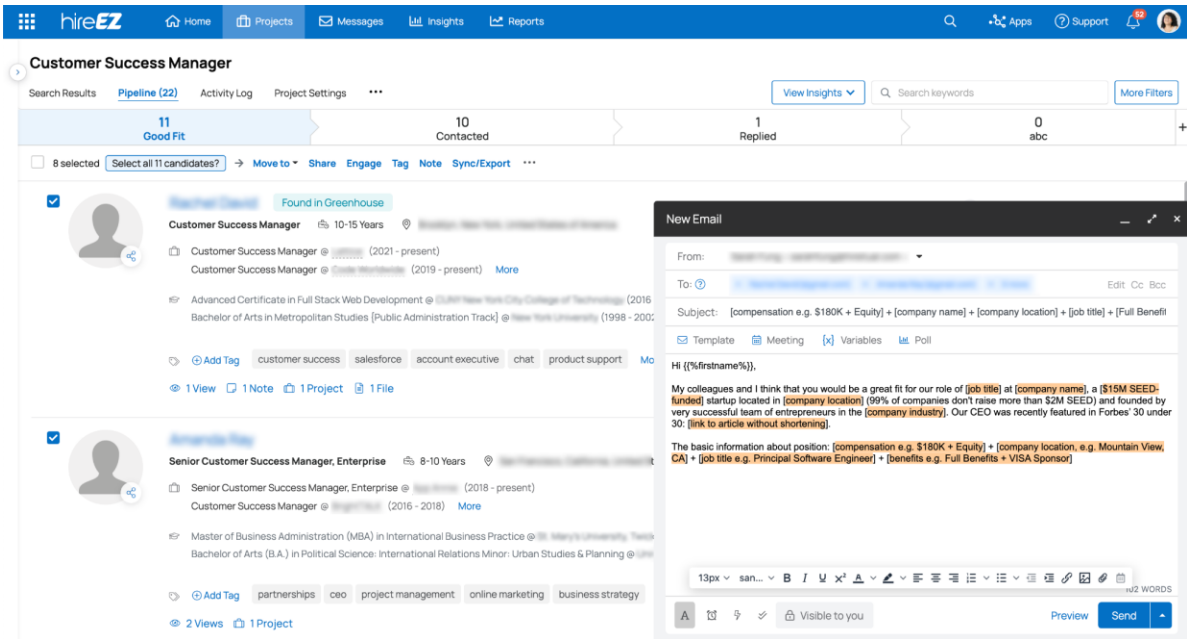 hireEZ Home Projects Messages Insights Reports Apps Support 52
Customer Success Manager
Search Results Pipeline (22) Activity Log Project Settings ••• View Insights Search keywords More Filters
11 10 1 0
Good Fit Contacted Replied abc +
8 selected Select all 11 candidates? → Move to Share Engage Tag Note Sync/Export •••
Found in Greenhouse
Customer Success Manager 10-15 Years
Customer Success Manager @ (2021 - present)
Customer Success Manager @ (2019 - present) More
Advanced Certificate in Full Stack Web Development @ (2016
Bachelor of Arts in Metropolitan Studies [Public Administration Track] @ (1998 - 2002
Add Tag customer success salesforce account executive chat product support Mo
1 View 1 Note 1 Project 1 File
Amanda Ray
Senior Customer Success Manager, Enterprise 8-10 Years
Senior Customer Success Manager, Enterprise @ (2018 - present)
Customer Success Manager @ (2016 - 2018) More
Master of Business Administration (MBA) in International Business Practice @
Bachelor of Arts (B.A.) in Political Science: International Relations Minor: Urban Studies & Planning @
Add Tag partnerships ceo project management online marketing business strategy
2 Views 1 Project
New Email
From:
To: Edit Cc Bcc
Subject: [compensation e.g. $180K + Equity] + [company name] + [company location] + [job title] + [Full Benefit
Template Meeting {x} Variables Poll
Hi {{%firstname%}},
My colleagues and I think that you would be a great fit for our role of [job title] at [company name], a [$15M SEED-
funded] startup located in [company location] (99% of companies don't raise more than $2M SEED) and founded by
very successful team of entrepreneurs in the [company industry]. Our CEO was recently featured in Forbes' 30 under
30: [link to article without shortening].
The basic information about position: [compensation e.g. $180K + Equity] + [company location, e.g. Mountain View,
CA] + [job title e.g. Principal Software Engineer] + [benefits e.g. Full Benefits + VISA Sponsor]
13px san... B I U X² A
102 WORDS
A Visible to you Preview Send